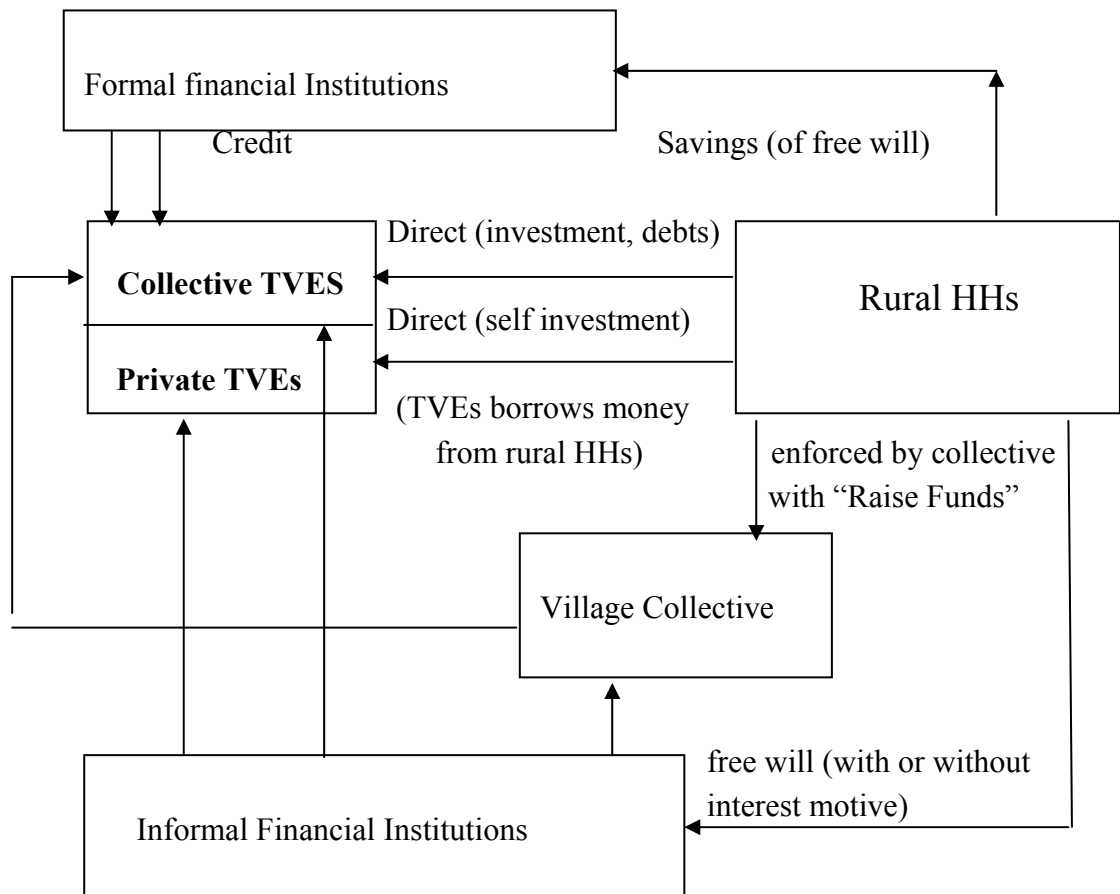 Formal financial Institutions
Credit
Savings (of free will)
Direct (investment, debts)
Collective TVES
Rural HHs
Direct (self investment)
Private TVEs
(TVEs borrows money
from rural HHs)
enforced by collective
with “Raise Funds”
Village Collective
free will (with or without
interest motive)
Informal Financial Institutions